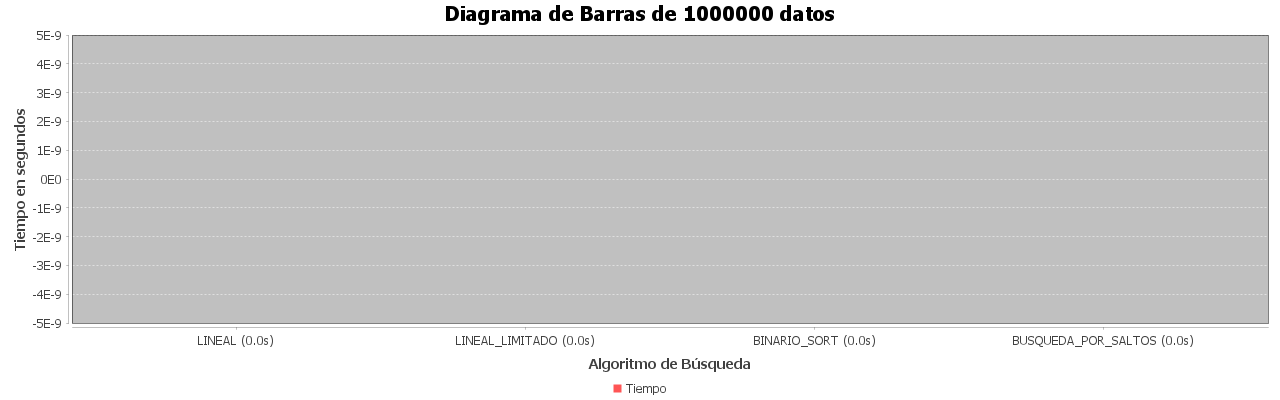 Diagrama de Barras de 1000000 datos
Tiempo en segundos
5E-9
4E-9
3E-9
2E-9
1E-9
0E0
-1E-9
-2E-9
-3E-9
-4E-9
-5E-9
LINEAL (0.0s) LINEAL_LIMITADO (0.0s) BINARIO_SORT (0.0s) BUSQUEDA_POR_SALTOS (0.0s)
Algoritmo de Búsqueda
Tiempo